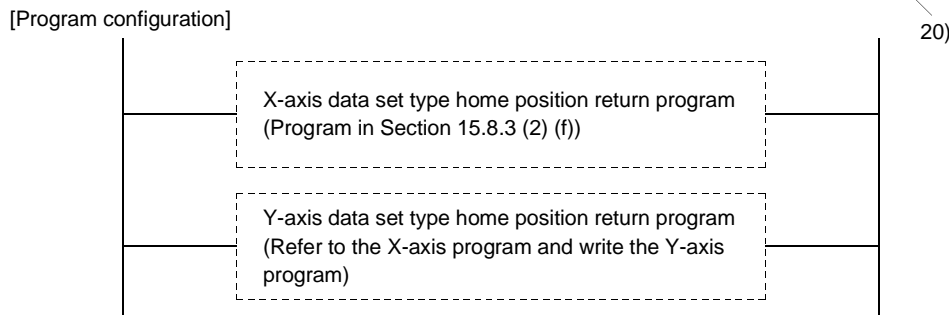 [Program configuration]
20)
X-axis data set type home position return program
(Program in Section 15.8.3 (2) (f))
Y-axis data set type home position return program
(Refer to the X-axis program and write the Y-axis
program)